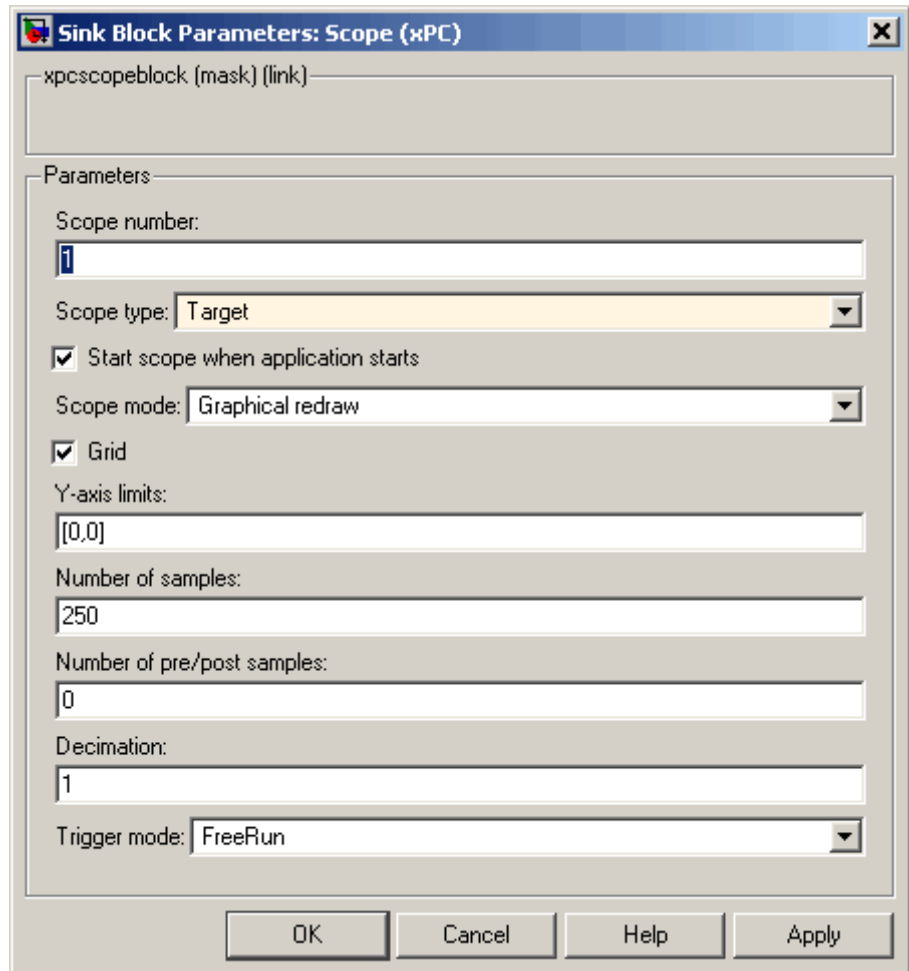 Sink Block Parameters: Scope (xPC)
xpcscopeblock (mask) (link)
Parameters
Scope number:
1
Scope type: Target
Start scope when application starts
Scope mode: Graphical redraw
Grid
Y-axis limits:
[0,0]
Number of samples:
250
Number of pre/post samples:
0
Decimation:
1
Trigger mode: FreeRun
OK Cancel Help Apply